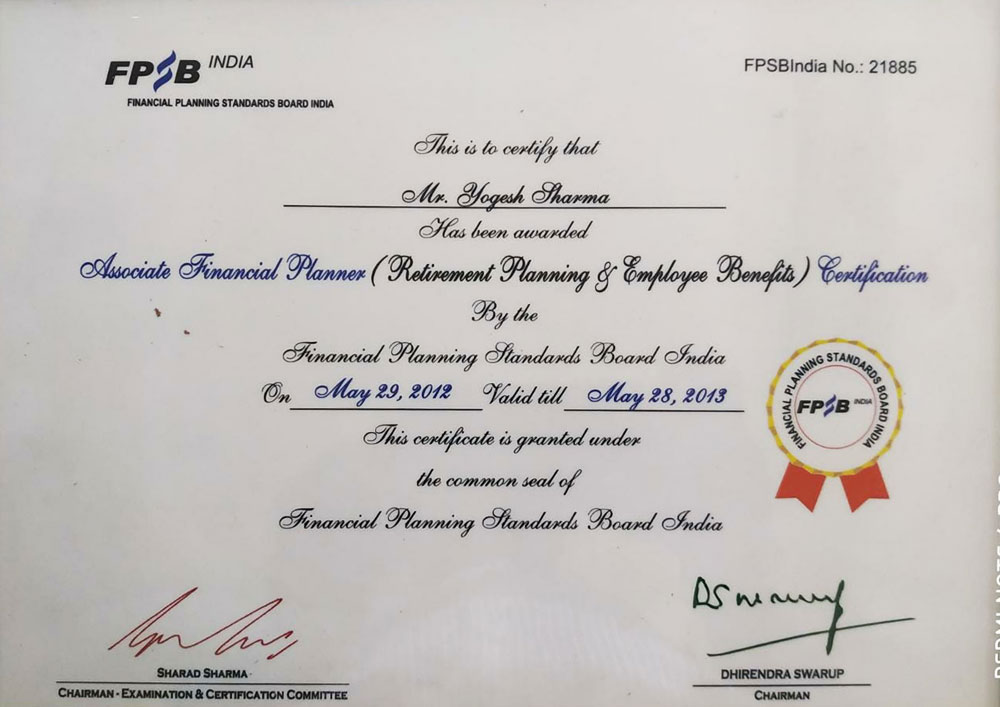 FPSB INDIA
FINANCIAL PLANNING STANDARDS BOARD INDIA
FPSBIndia No.: 21885
This is to certify that
Mr. Yogesh Sharma
Has been awarded
Associate Financial Planner ( Retirement Planning & Employee Benefits ) Certification
By the
Financial Planning Standards Board India
On May 29, 2012 Valid till May 28, 2013
FINANCIAL PLANNING STANDARDS BOARD INDIA
FPSB INDIA
This certificate is granted under
the common seal of
Financial Planning Standards Board India
SHARAD SHARMA
CHAIRMAN - EXAMINATION & CERTIFICATION COMMITTEE
DSwarup
DHIRENDRA SWARUP
CHAIRMAN